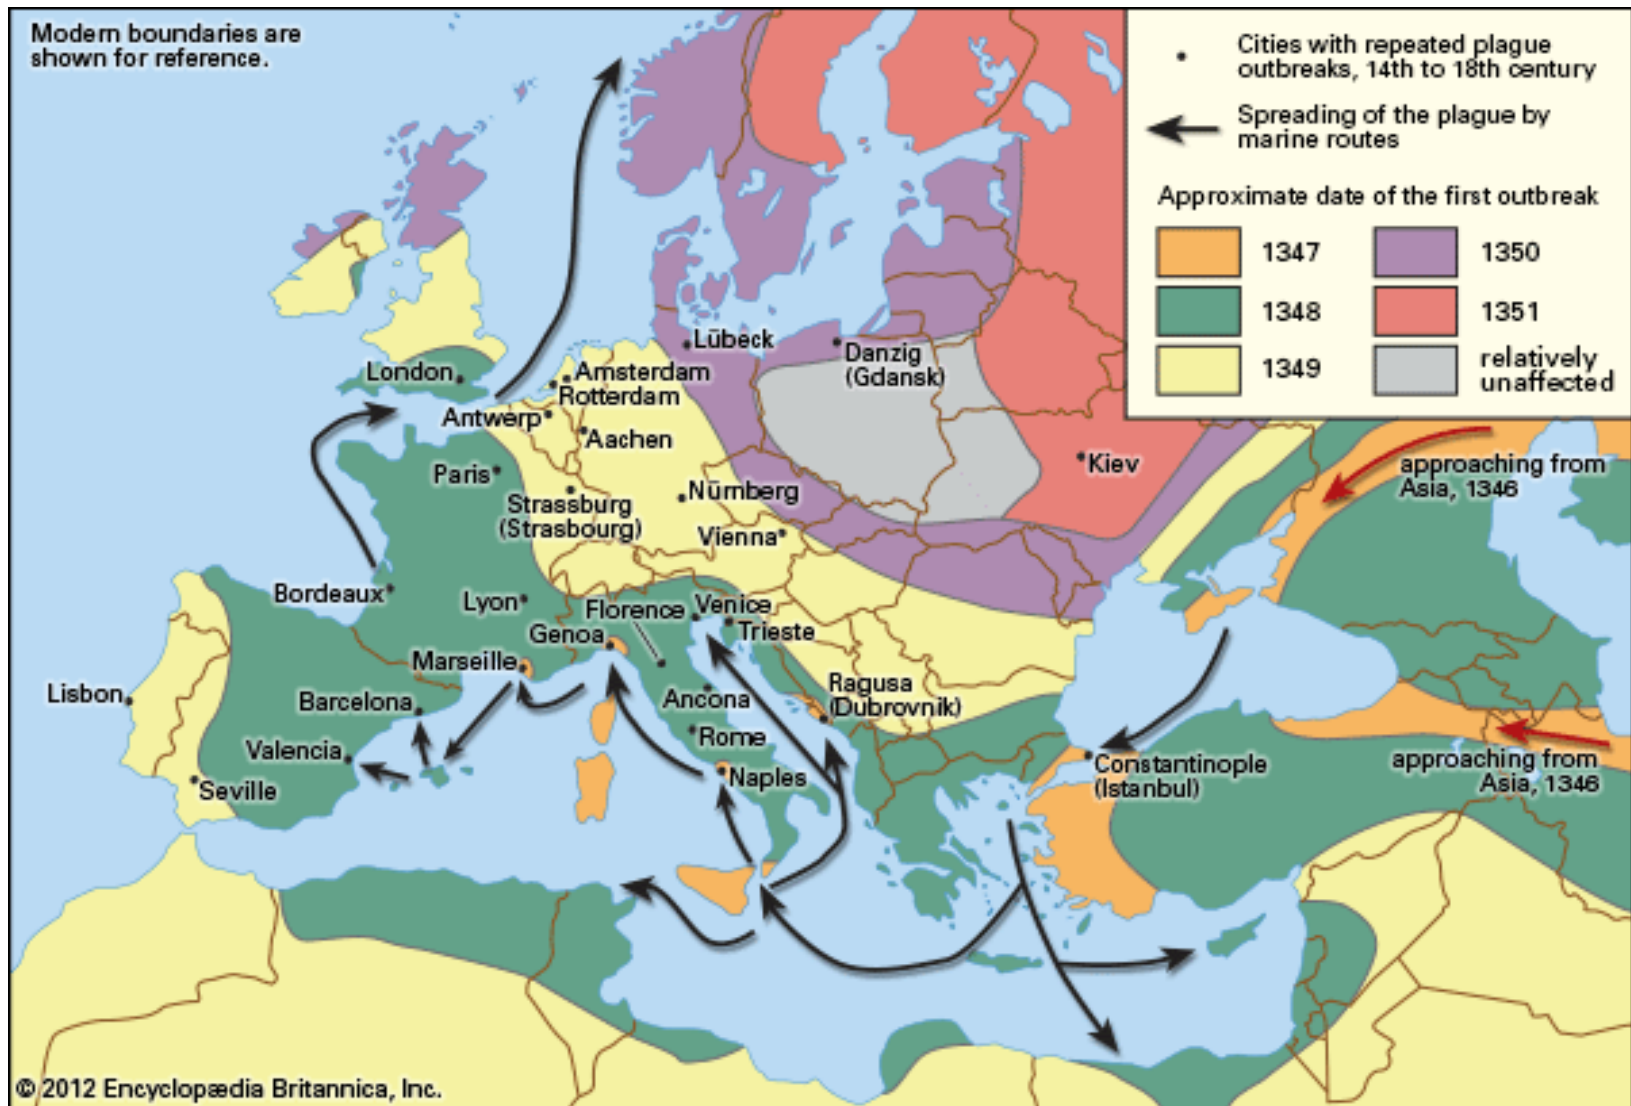 Modern boundaries are
shown for reference.
Cities with repeated plague
outbreaks, 14th to 18th century
Spreading of the plague by
marine routes
Approximate date of the first outbreak
1347
1350
1348
1351
1349
relatively
unaffected
Lübeck
Danzig
(Gdansk)
London
Amsterdam
Rotterdam
Antwerp
Aachen
Paris
Kiev
approaching from
Asia, 1346
Strassburg
(Strasbourg)
Nürnberg
Vienna
Bordeaux
Lyon
Florence
Venice
Genoa
Trieste
Marseille
Lisbon
Barcelona
Ancona
Ragusa
(Dubrovnik)
Rome
Valencia
Seville
Naples
Constantinople
(Istanbul)
approaching from
Asia, 1346
© 2012 Encyclopædia Britannica, Inc.